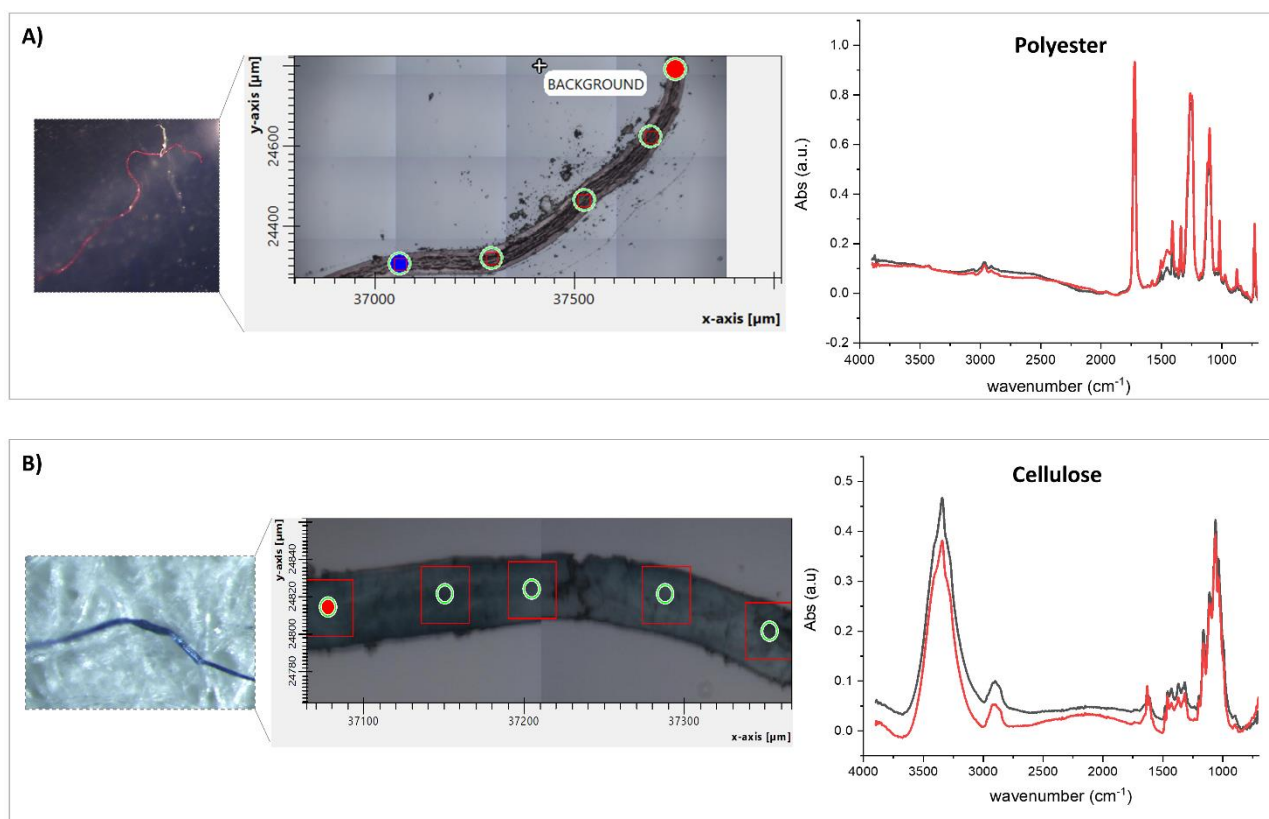 A)
BACKGROUND
y-axis [µm]
24600
24400
37000
37500
x-axis [µm]
Polyester
Abs (a.u.)
1.0
0.8
0.6
0.4
0.2
0.0
-0.2
4000
3500
3000
2500
2000
1500
1000
wavenumber (cm⁻¹)
B)
y-axis [µm]
24840
24820
24800
24780
37100
37200
37300
x-axis [µm]
Cellulose
Abs (a.u)
0.5
0.4
0.3
0.2
0.1
0.0
4000
3500
3000
2500
2000
1500
1000
wavenumber (cm⁻¹)